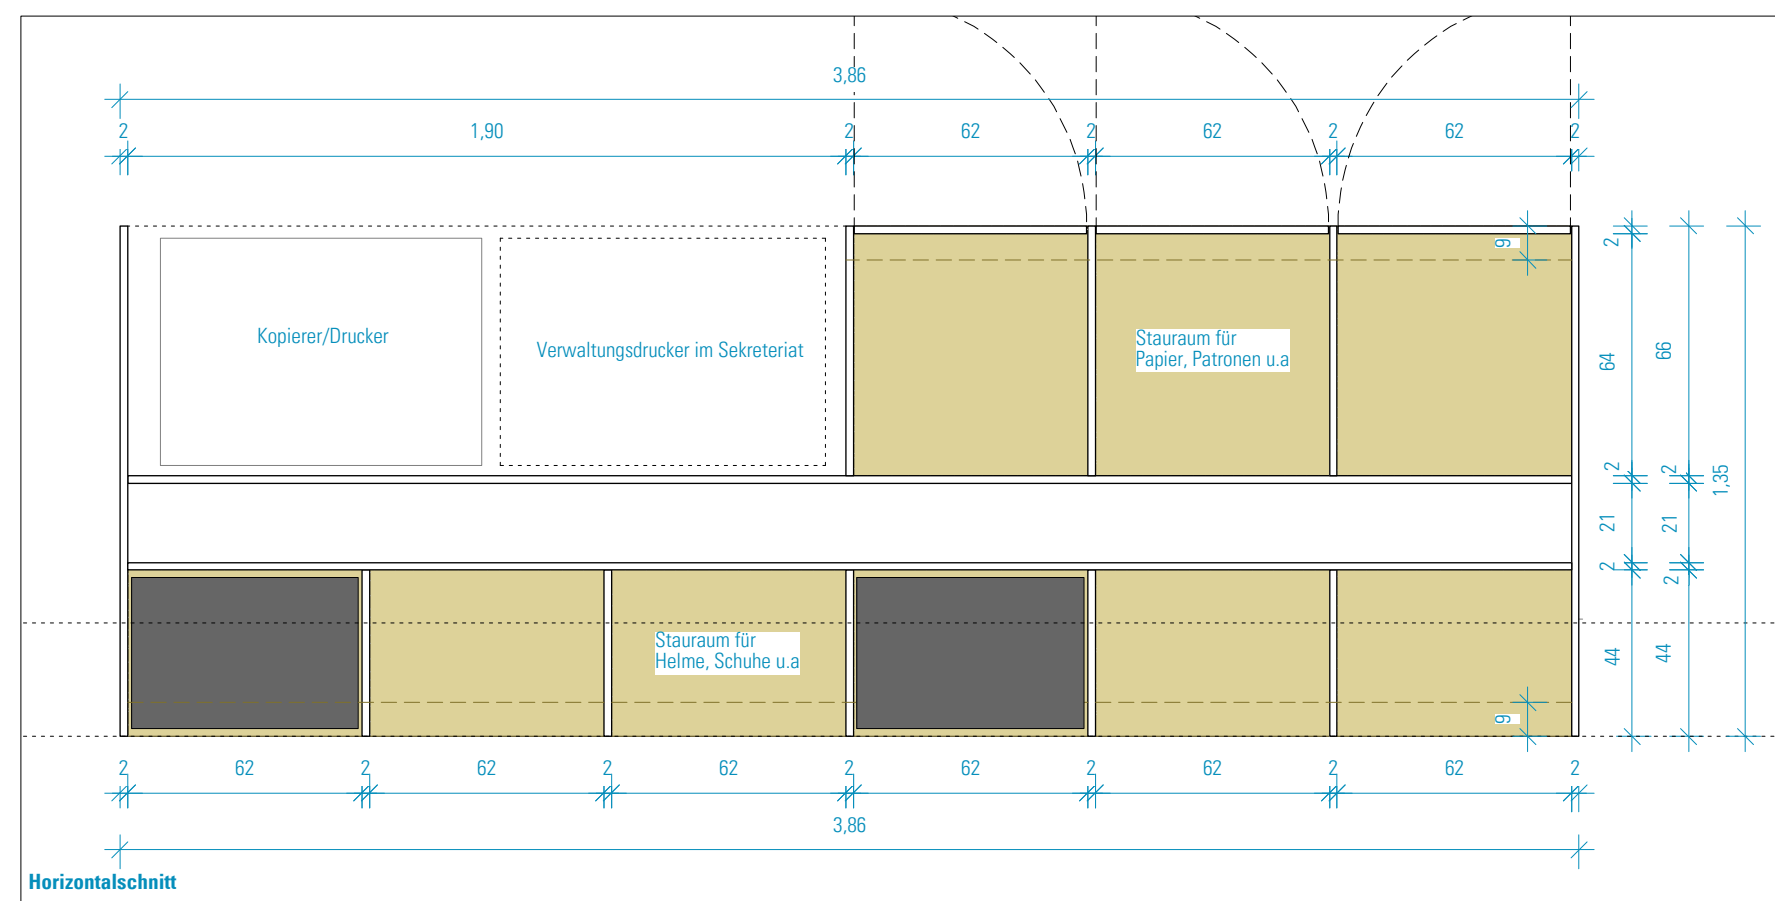 3,86
2 1,90 2 62 2 62 2 62 2
9 2
Kopierer/Drucker
Verwaltungsdrucker im Sekreteriat
Stauraum für
Papier, Patronen u.a
64 66
2 2 1,35
21 21
2 2
Stauraum für
Helme, Schuhe u.a
44 44
9
2 62 2 62 2 62 2 62 2 62 2 62 2
3,86
Horizontalschnitt